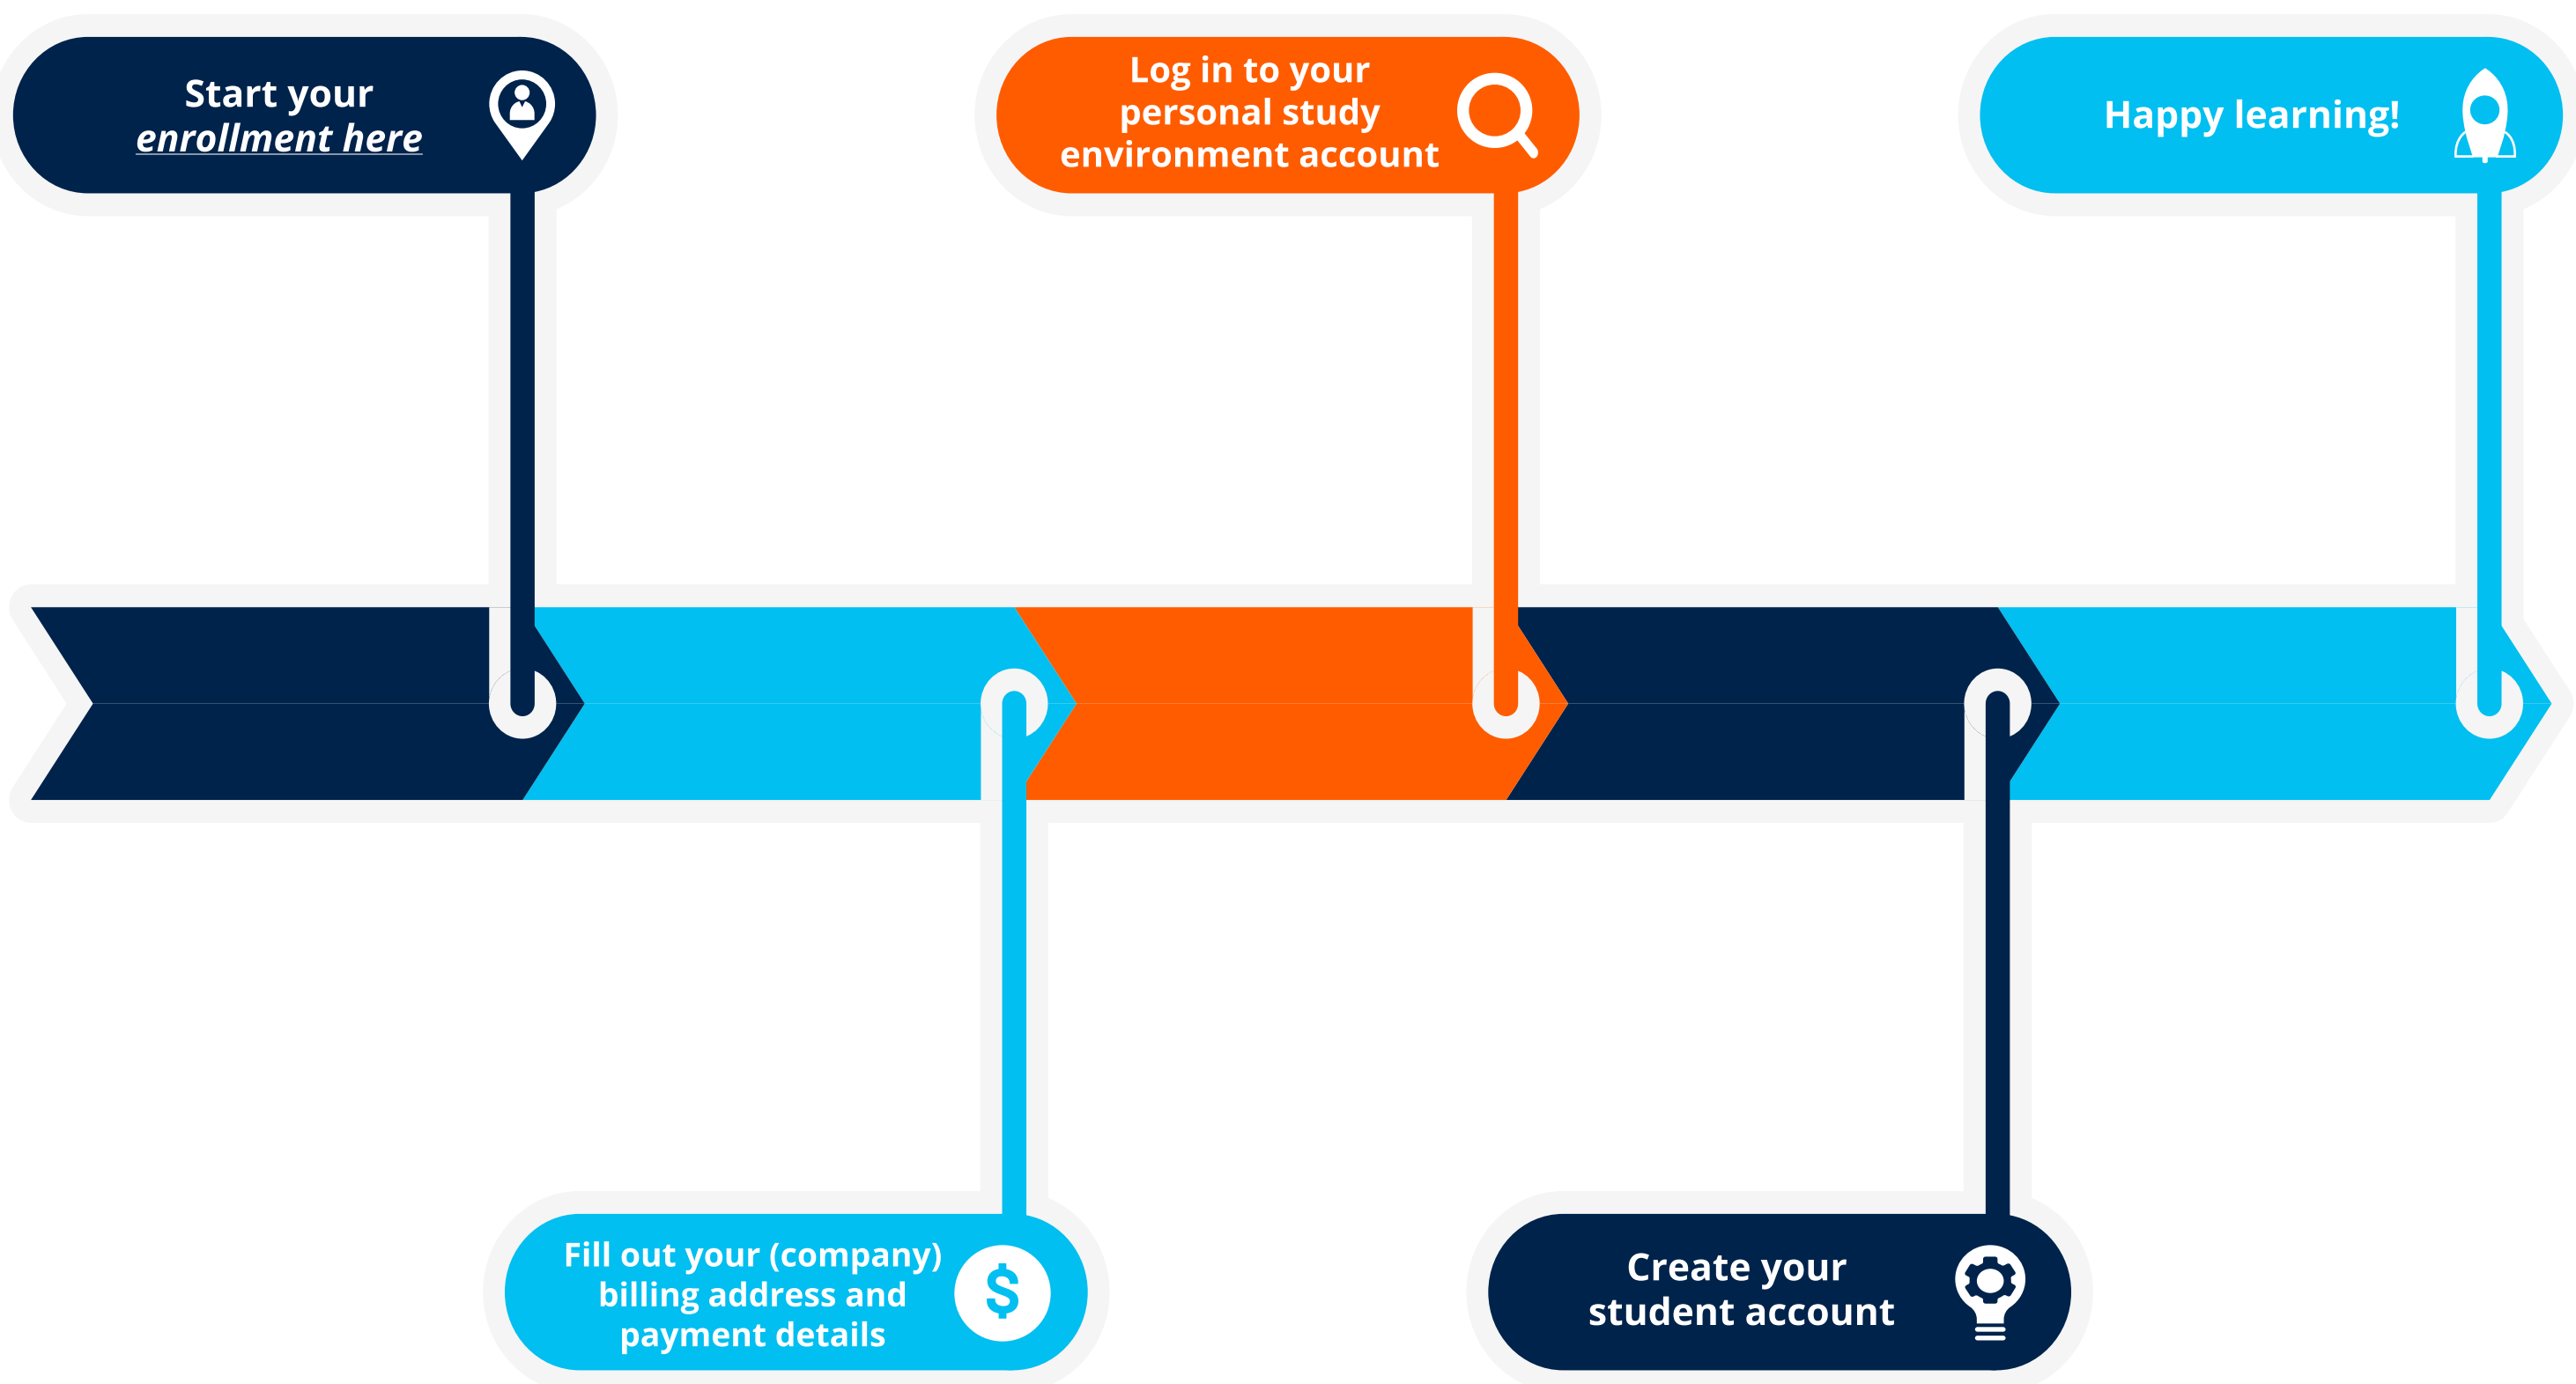 Start your
enrollment here
Log in to your
personal study
environment account
Happy learning!
Fill out your (company)
billing address and
payment details
$
Create your
student account